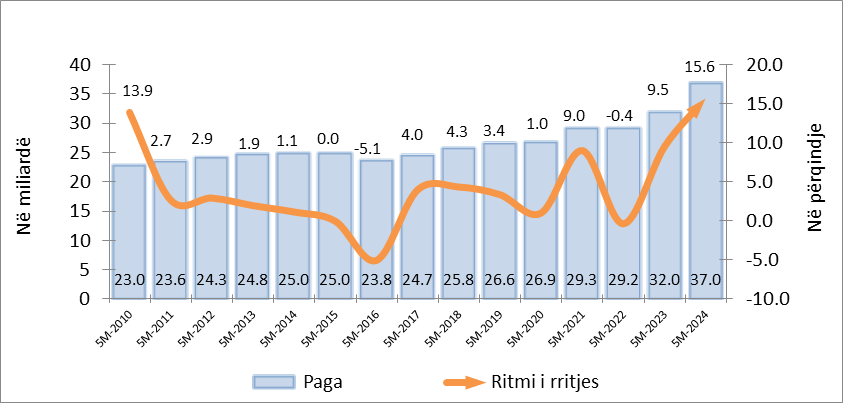 40
35
30
25
20
15
10
5
0
Në miliardë
20.0
15.0
10.0
5.0
0.0
-5.0
-10.0
Në përqindje
13.9
2.7
2.9
1.9
1.1
0.0
-5.1
4.0
4.3
3.4
1.0
9.0
-0.4
9.5
15.6
23.0
23.6
24.3
24.8
25.0
25.0
23.8
24.7
25.8
26.6
26.9
29.3
29.2
32.0
37.0
5M-2010
5M-2011
5M-2012
5M-2013
5M-2014
5M-2015
5M-2016
5M-2017
5M-2018
5M-2019
5M-2020
5M-2021
5M-2022
5M-2023
5M-2024
Paga
Ritmi i rritjes